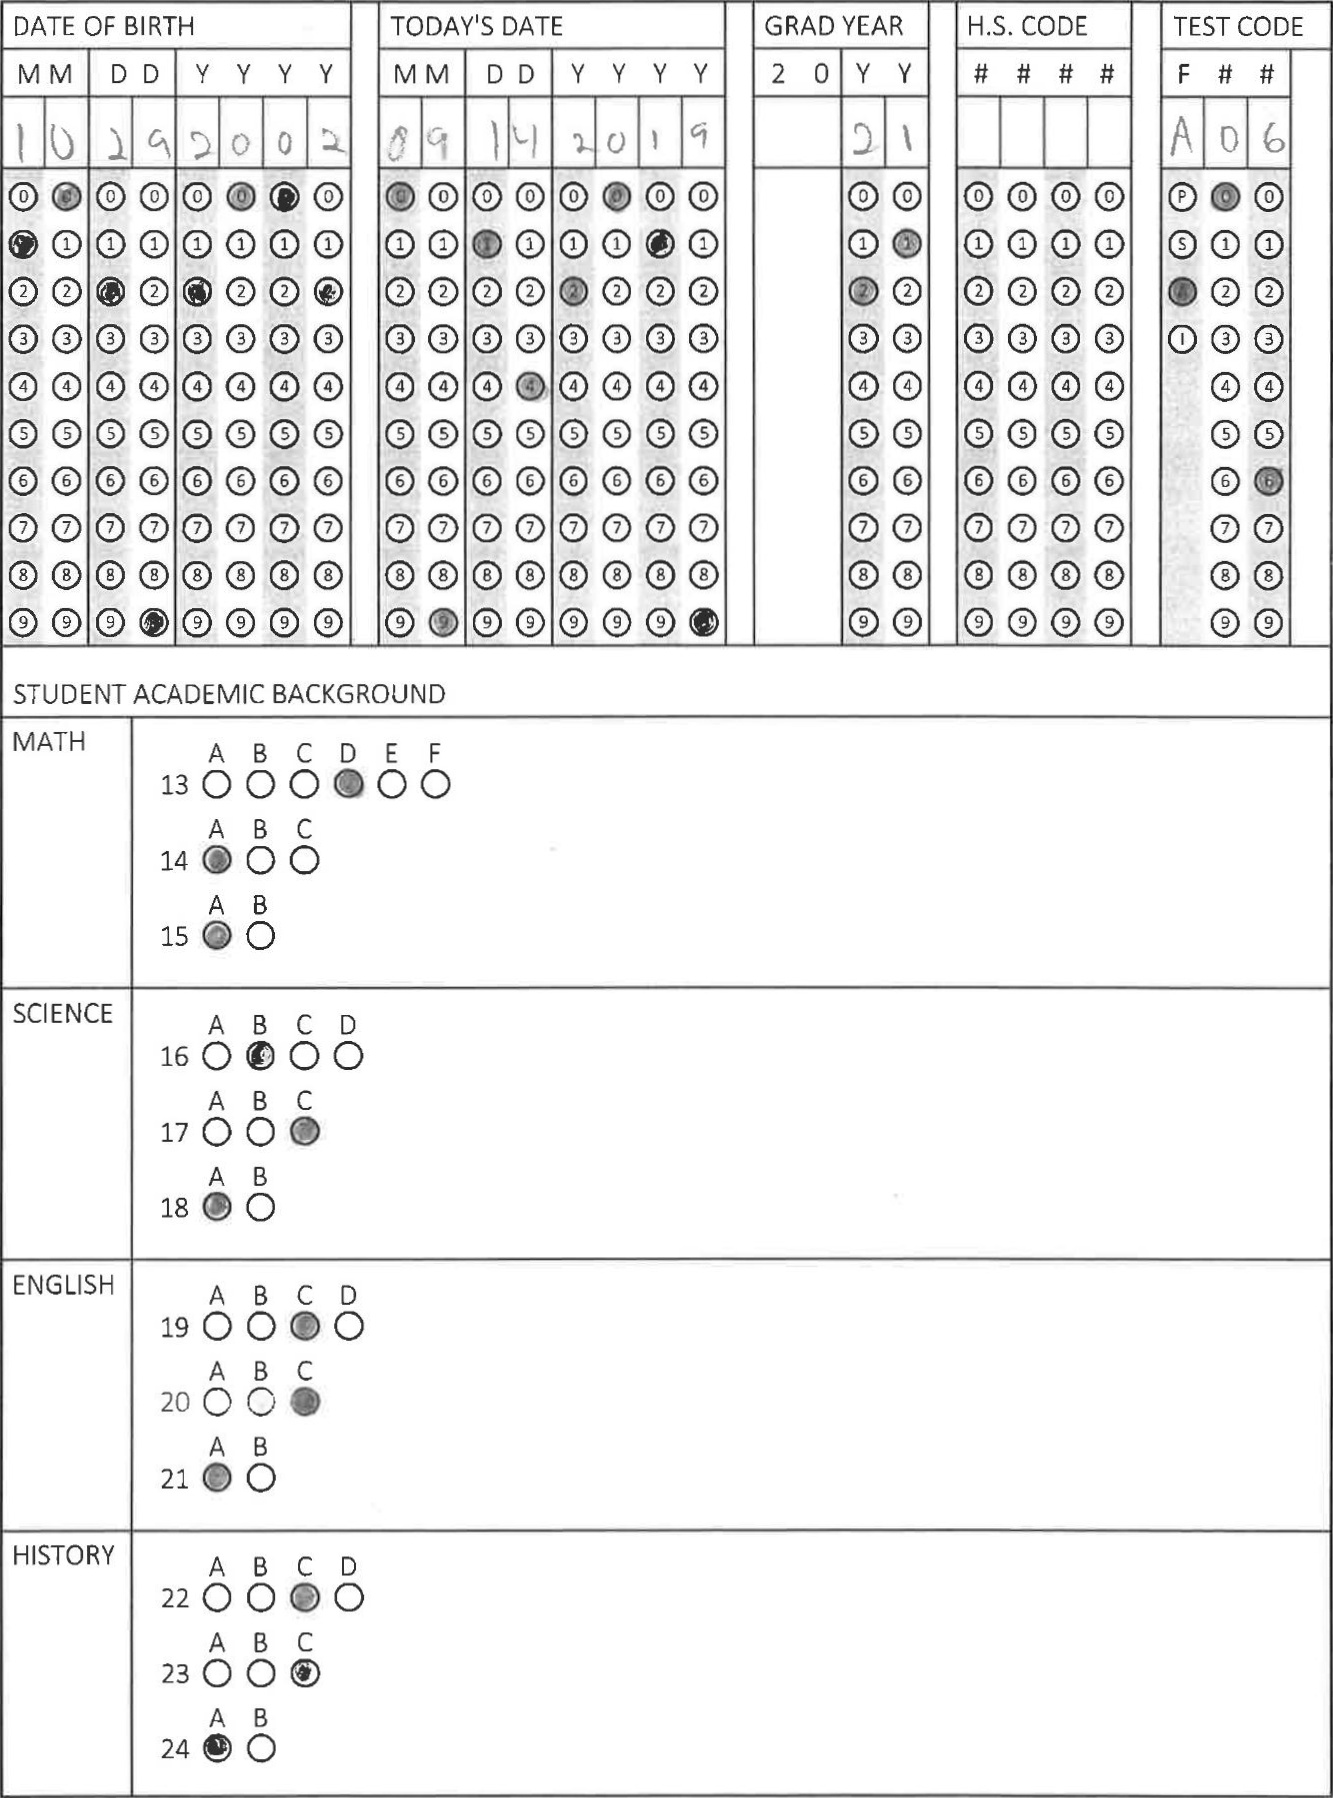 DATE OF BIRTH TODAY'S DATE GRAD YEAR H.S. CODE TEST CODE
M M D D Y Y Y Y M M D D Y Y Y Y 2 0 Y Y # # # # F # #
1 0 2 9 2 0 0 2 0 9 1 4 2 0 1 9 2 1 A 0 6
0 0 0 0 0 0 0 0 0 0 0 0 0 0 0 0 0 0 0 0 0 0 P 0 0
1 1 1 1 1 1 1 1 1 1 1 1 1 1 1 1 1 1 1 1 1 S 1 1
2 2 2 2 2 2 2 2 2 2 2 2 2 2 2 2 2 2 2 A 2 2
3 3 3 3 3 3 3 3 3 3 3 3 3 3 3 3 3 3 3 3 3 3 I 3 3
4 4 4 4 4 4 4 4 4 4 4 4 4 4 4 4 4 4 4 4 4 4 4 4
5 5 5 5 5 5 5 5 5 5 5 5 5 5 5 5 5 5 5 5 5 5 5 5
6 6 6 6 6 6 6 6 6 6 6 6 6 6 6 6 6 6 6 6 6 6 6 6
7 7 7 7 7 7 7 7 7 7 7 7 7 7 7 7 7 7 7 7 7 7 7 7
8 8 8 8 8 8 8 8 8 8 8 8 8 8 8 8 8 8 8 8 8 8 8 8
9 9 9 9 9 9 9 9 9 9 9 9 9 9 9 9 9 9 9 9 9 9
STUDENT ACADEMIC BACKGROUND
MATH
A B C D E F
13
A B C
14
A B
15
SCIENCE
A B C D
16
A B C
17
A B
18
ENGLISH
A B C D
19
A B C
20
A B
21
HISTORY
A B C D
22
A B C
23
A B
24